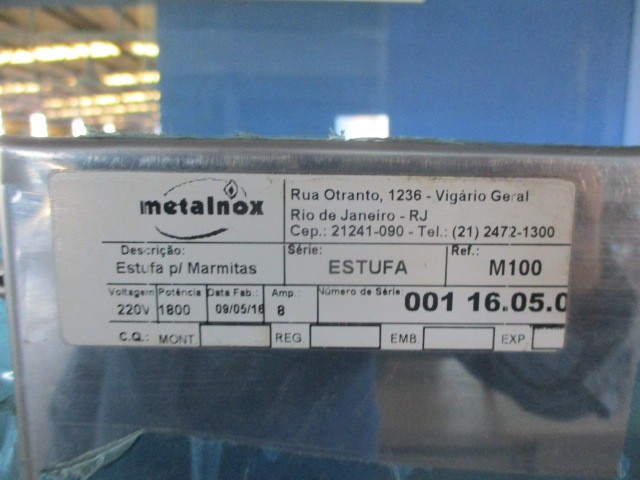 metalnox
Rua Otranto, 1236 - Vigário Geral
Rio de Janeiro - RJ
Cep.: 21241-090 - Tel.: (21) 2472-1300
Descrição:
Estufa p/ Marmitas
Série:
ESTUFA
Ref.:
M100
Voltagem Potência Data Fab.: Amp.: Número de Série
220V 1800 09/05/16 8 001 16.05.0
C.Q.: MONT. REG. EMB. EXP.